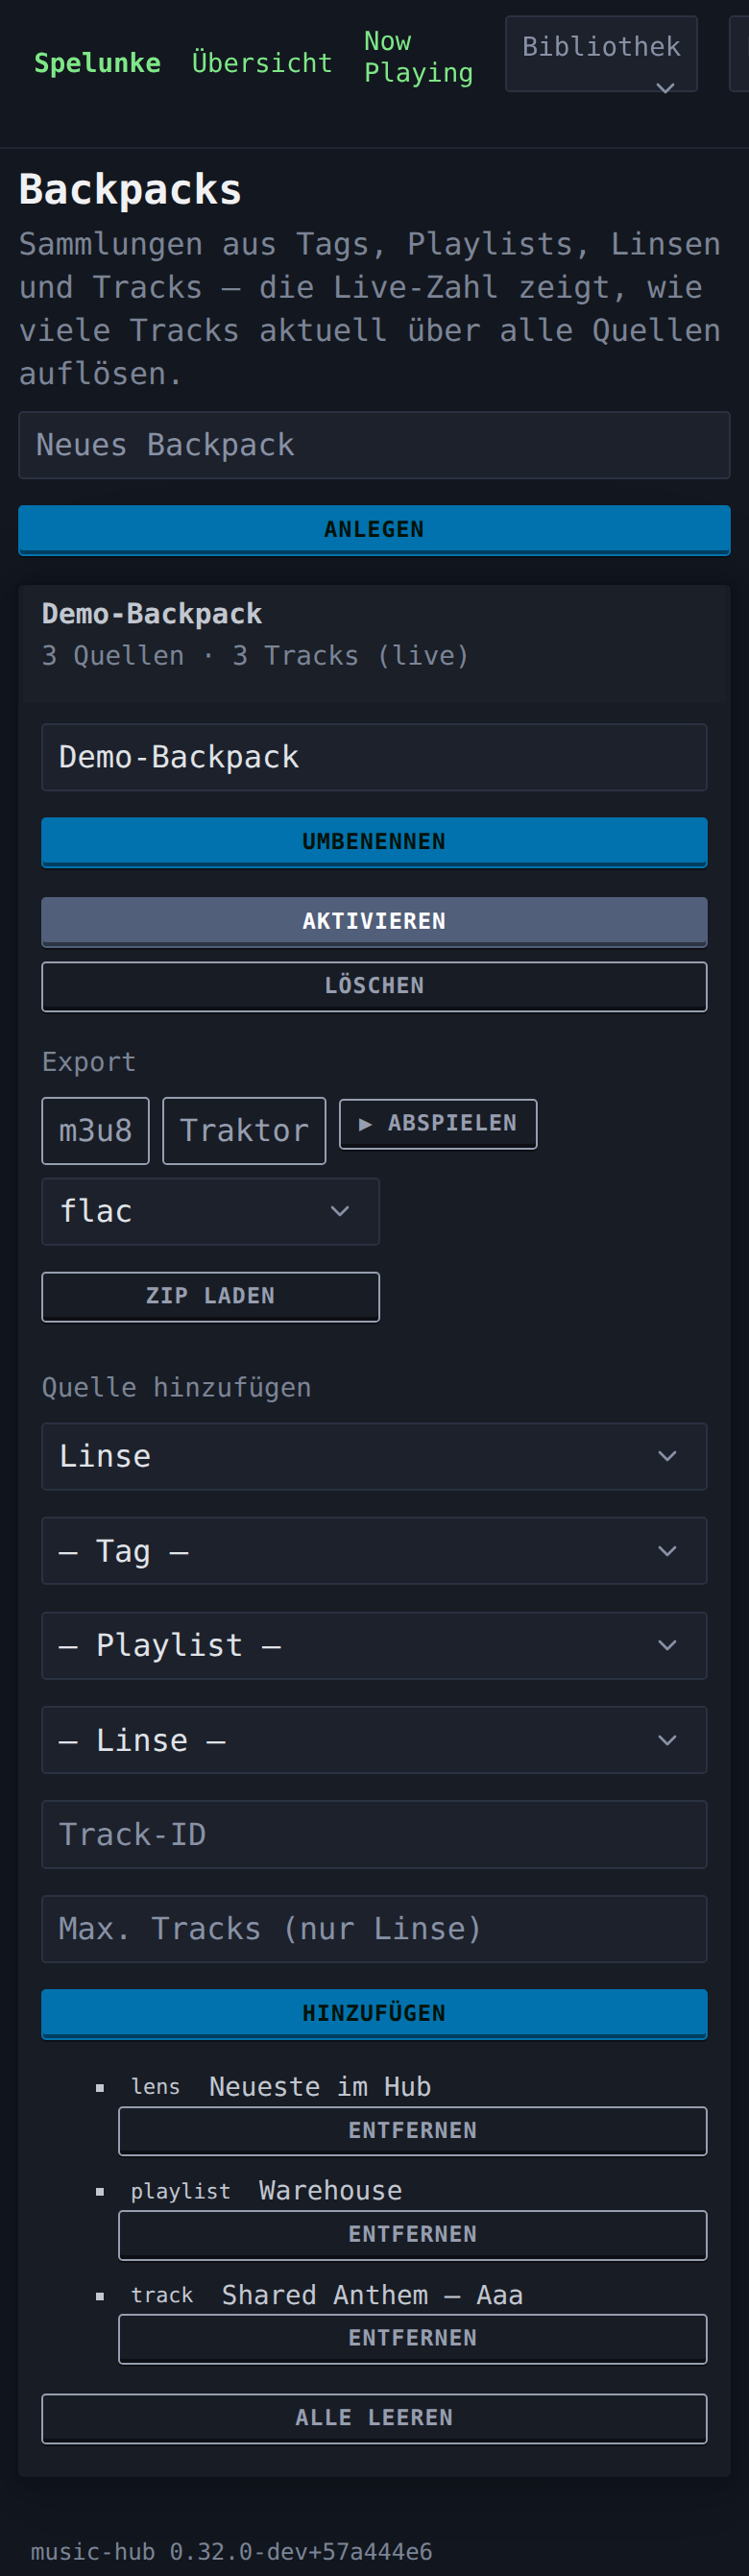 Spelunke Übersicht Now Playing Bibliothek
Backpacks
Sammlungen aus Tags, Playlists, Linsen
und Tracks — die Live-Zahl zeigt, wie
viele Tracks aktuell über alle Quellen
auflösen.
Neues Backpack
ANLEGEN
Demo-Backpack
3 Quellen · 3 Tracks (live)
Demo-Backpack
UMBENENNEN
AKTIVIEREN
LÖSCHEN
Export
m3u8 Traktor ▶ ABSPIELEN
flac
ZIP LADEN
Quelle hinzufügen
Linse
— Tag —
— Playlist —
— Linse —
Track-ID
Max. Tracks (nur Linse)
HINZUFÜGEN
lens Neueste im Hub
ENTFERNEN
playlist Warehouse
ENTFERNEN
track Shared Anthem — Aaa
ENTFERNEN
ALLE LEEREN
music-hub 0.32.0-dev+57a444e6